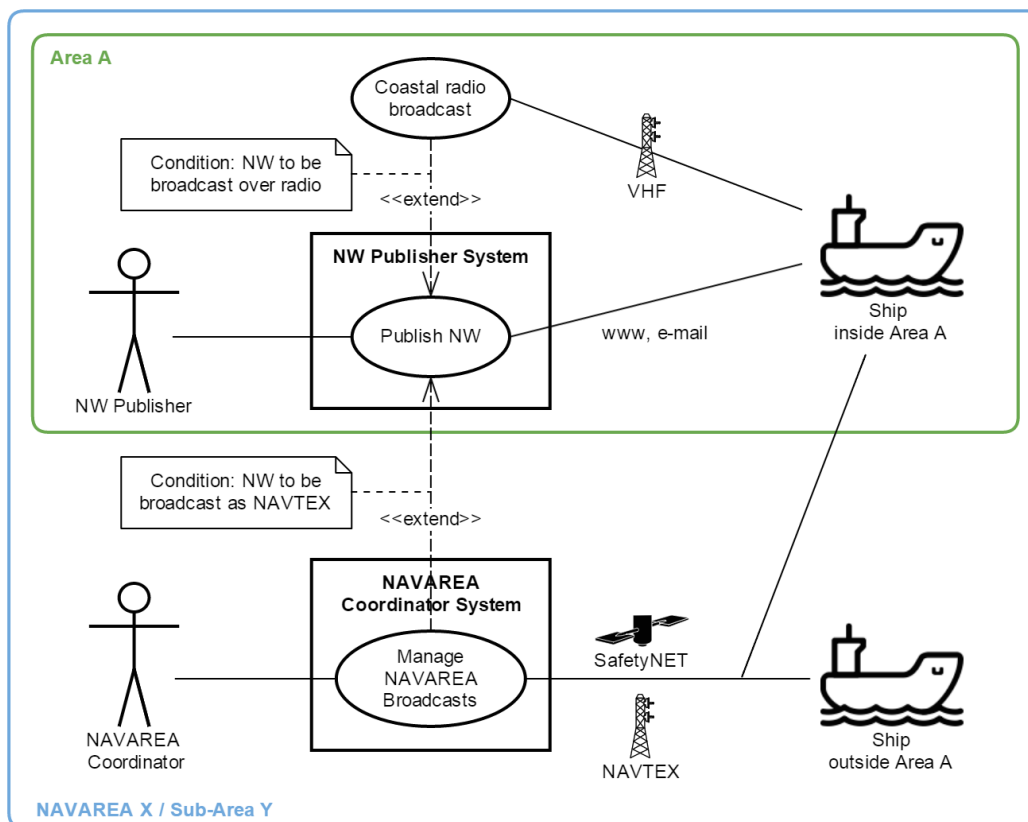 Area A
Coastal radio
broadcast
Condition: NW to be
broadcast over radio
VHF
<<extend>>
NW Publisher System
Publish NW
www, e-mail
Ship
inside Area A
NW Publisher
Condition: NW to be
broadcast as NAVTEX
<<extend>>
NAVAREA
Coordinator System
Manage
NAVAREA
Broadcasts
SafetyNET
NAVTEX
NAVAREA
Coordinator
Ship
outside Area A
NAVAREA X / Sub-Area Y